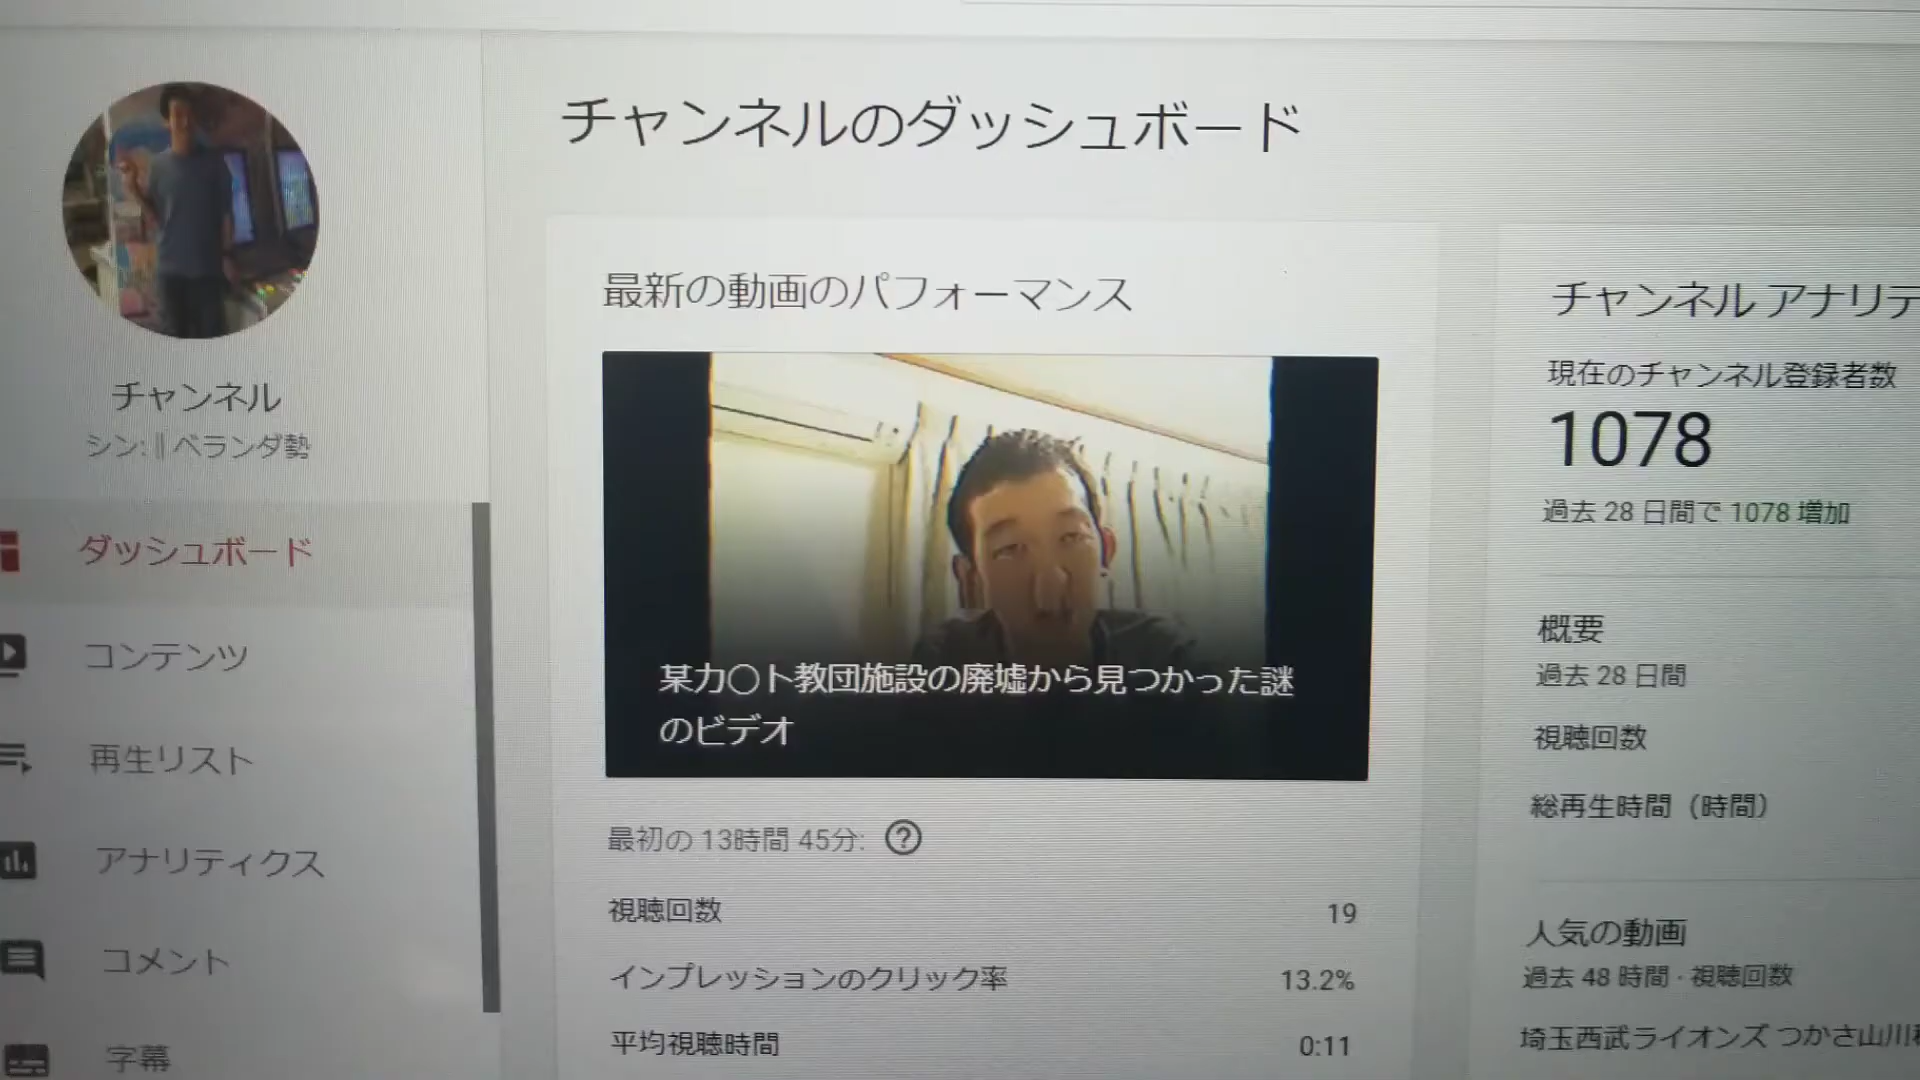 チャンネルのダッシュボード
チャンネル
シン:‖ベランダ勢
ダッシュボード
コンテンツ
再生リスト
アナリティクス
コメント
字幕
最新の動画のパフォーマンス
某カ〇ト教団施設の廃墟から見つかった謎
のビデオ
最初の 13時間 45分:
視聴回数 19
インプレッションのクリック率 13.2%
平均視聴時間 0:11
チャンネル アナリテ
現在のチャンネル登録者数
1078
過去 28 日間で 1078 増加
概要
過去 28 日間
視聴回数
総再生時間（時間）
人気の動画
過去 48 時間 · 視聴回数
埼玉西武ライオンズ つかさ山川